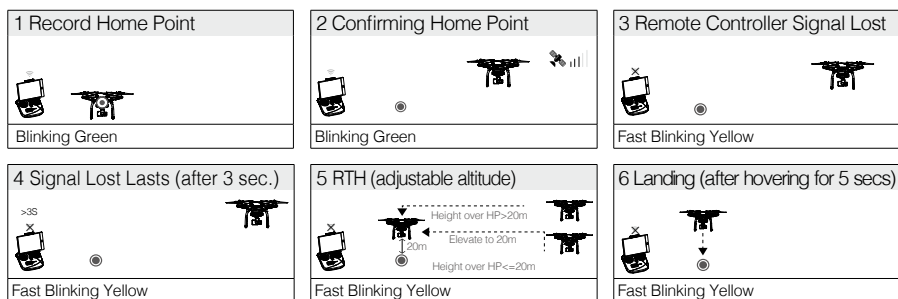 1 Record Home Point
Blinking Green
2 Confirming Home Point
Blinking Green
3 Remote Controller Signal Lost
Fast Blinking Yellow
4 Signal Lost Lasts (after 3 sec.)
>3S
Fast Blinking Yellow
5 RTH (adjustable altitude)
Height over HP>20m
Elevate to 20m
20m
Height over HP<=20m
Fast Blinking Yellow
6 Landing (after hovering for 5 secs)
Fast Blinking Yellow